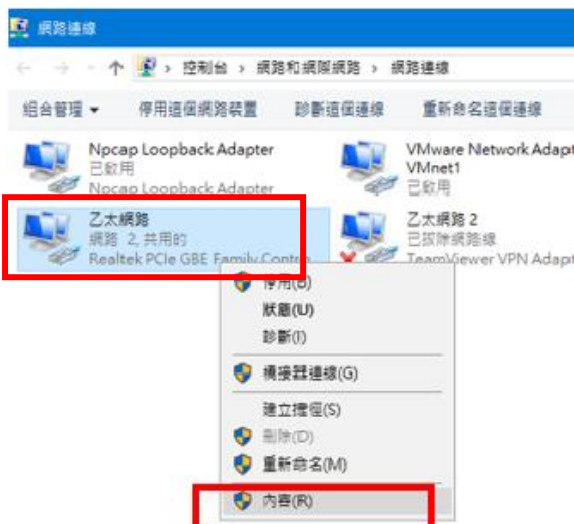 網路連線
控制台 › 網路和網際網路 › 網路連線
組合管理 停用這個網路裝置 診斷這個連線 重新命名這個連線
Npcap Loopback Adapter
已啟用
Npcap Loopback Adapter
VMware Network Adapt
VMnet1
已啟用
乙太網路
網路 2, 共用的
Realtek PCIe GBE Family Contro
乙太網路 2
已拔除網路線
TeamViewer VPN Adapt
停用(B)
狀態(U)
診斷(I)
橋接器連線(G)
建立捷徑(S)
刪除(D)
重新命名(M)
內容(R)